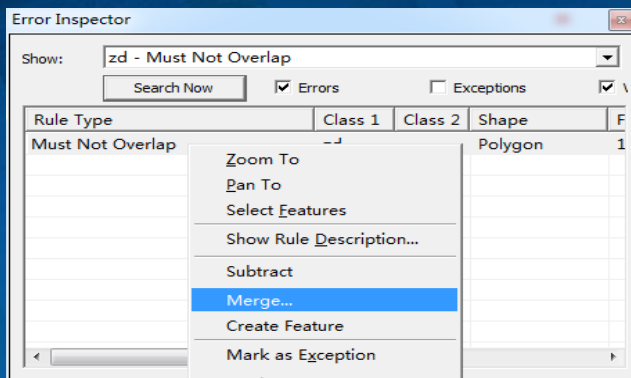 Error Inspector
Show: zd - Must Not Overlap
Search Now Errors Exceptions
Rule Type Class 1 Class 2 Shape F
Must Not Overlap zd Polygon 1
Zoom To
Pan To
Select Features
Show Rule Description...
Subtract
Merge...
Create Feature
Mark as Exception